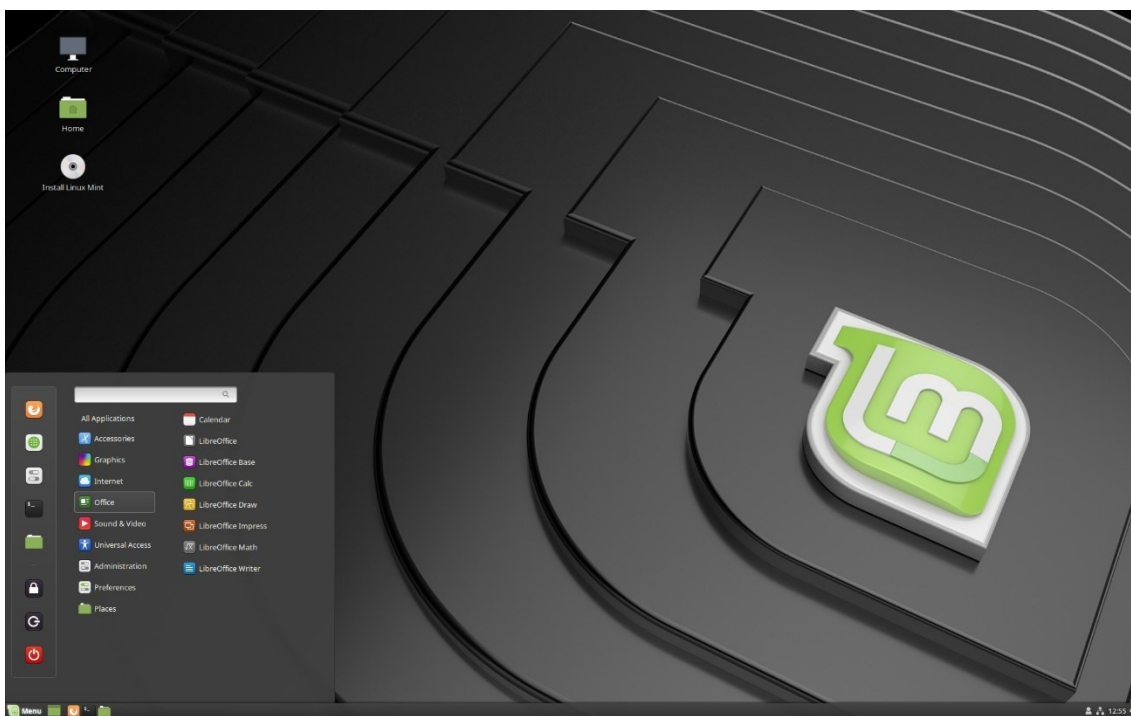 Computer
Home
Install Linux Mint
lm
All Applications
Accessories
Graphics
Internet
Office
Sound & Video
Universal Access
Administration
Preferences
Places
Calendar
LibreOffice
LibreOffice Base
LibreOffice Calc
LibreOffice Draw
LibreOffice Impress
LibreOffice Math
LibreOffice Writer
Menu
12:55